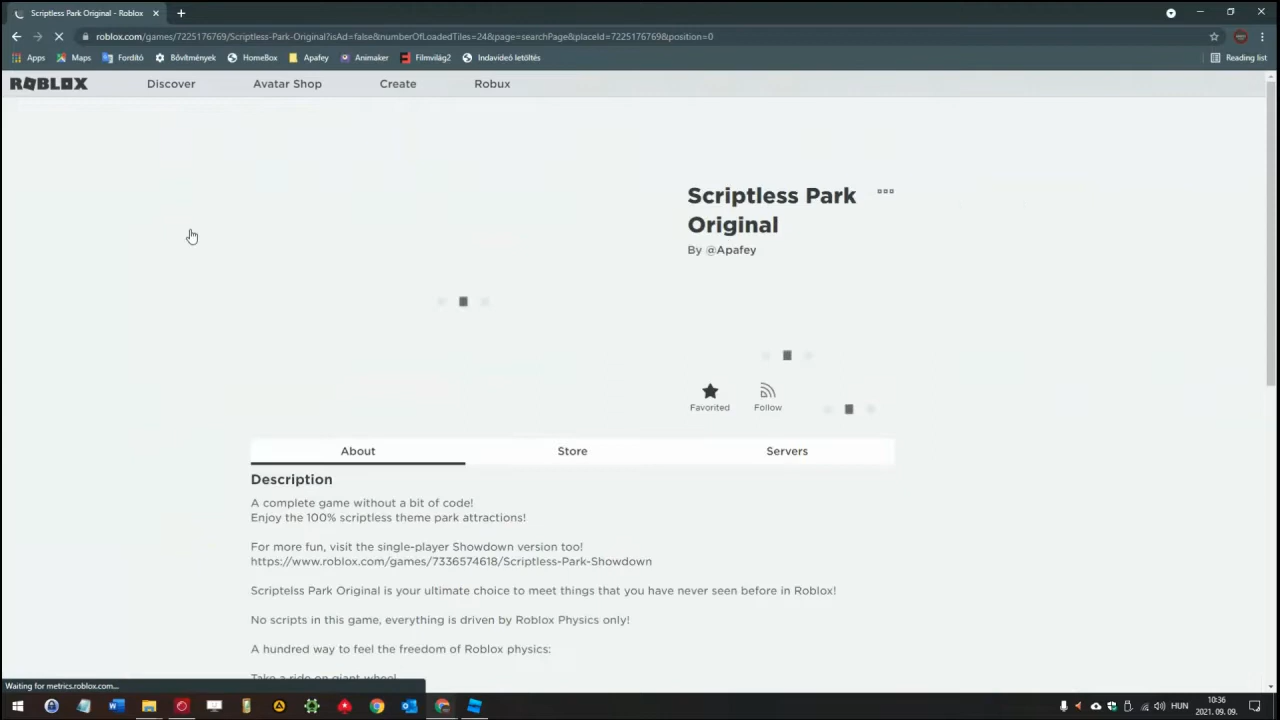 Scriptless Park Original - Roblox
roblox.com/games/7225176769/Scriptless-Park-Original?isAd=false&numberOfLoadedTiles=24&page=searchPage&placeId=7225176769&position=0
Apps Maps Fordító Bővítmények HomeBox Apafey Animaker Filmvilág2 Indavideó letöltés Reading list
ROBLOX Discover Avatar Shop Create Robux
Scriptless Park
Original
By @Apafey
Favorited Follow
About Store Servers
Description
A complete game without a bit of code!
Enjoy the 100% scriptless theme park attractions!
For more fun, visit the single-player Showdown version too!
https://www.roblox.com/games/7336574618/Scriptless-Park-Showdown
Scriptelss Park Original is your ultimate choice to meet things that you have never seen before in Roblox!
No scripts in this game, everything is driven by Roblox Physics only!
A hundred way to feel the freedom of Roblox physics:
Take a ride on giant wheel
Waiting for metrics.roblox.com...
HUN
10:36
2021. 09. 09.